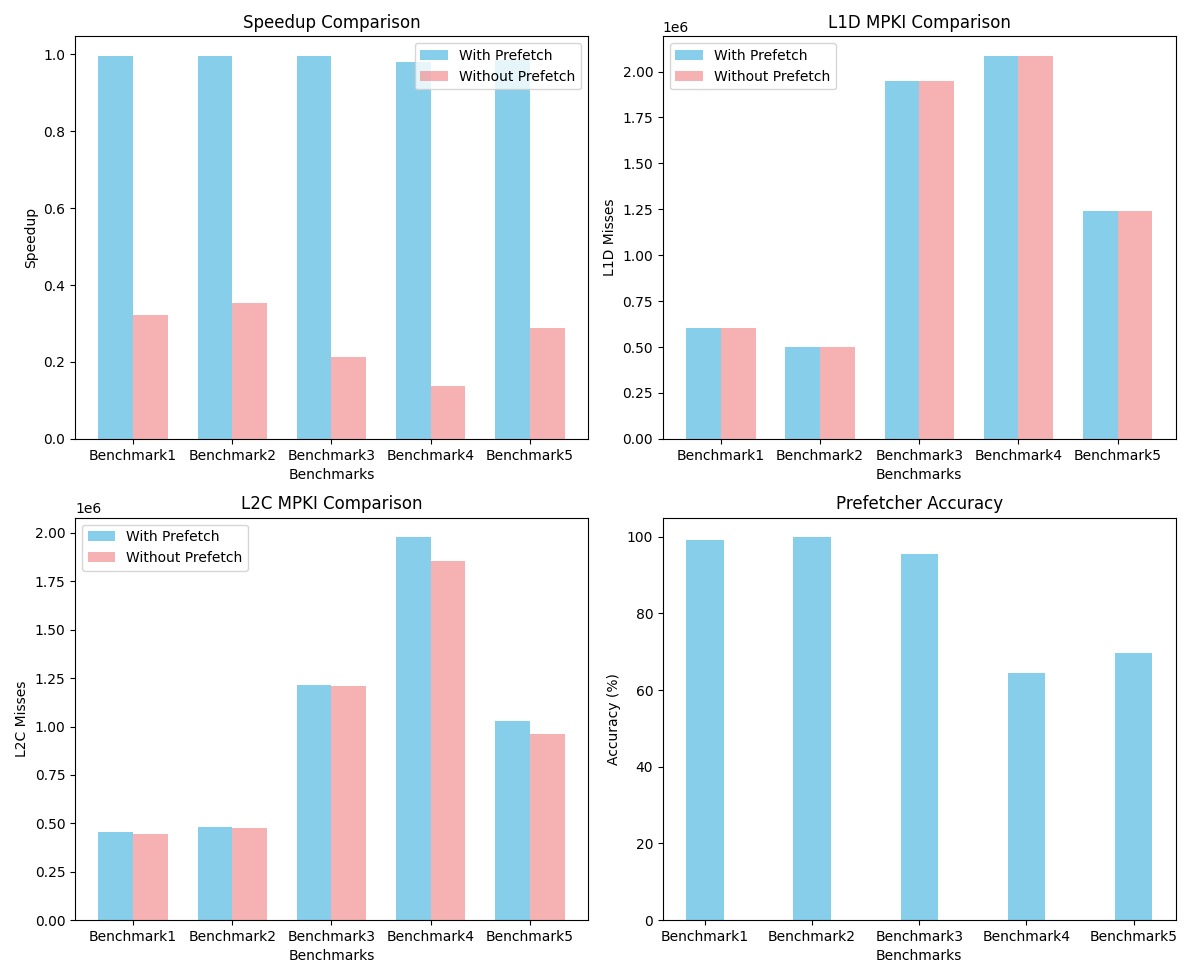 Speedup Comparison
With Prefetch
Without Prefetch
1.0
0.8
0.6
0.4
0.2
0.0
Speedup
Benchmark1 Benchmark2 Benchmark3 Benchmark4 Benchmark5
Benchmarks
L1D MPKI Comparison
1e6
With Prefetch
Without Prefetch
2.00
1.75
1.50
1.25
1.00
0.75
0.50
0.25
0.00
L1D Misses
Benchmark1 Benchmark2 Benchmark3 Benchmark4 Benchmark5
Benchmarks
L2C MPKI Comparison
1e6
With Prefetch
Without Prefetch
2.00
1.75
1.50
1.25
1.00
0.75
0.50
0.25
0.00
L2C Misses
Benchmark1 Benchmark2 Benchmark3 Benchmark4 Benchmark5
Benchmarks
Prefetcher Accuracy
100
80
60
40
20
0
Accuracy (%)
Benchmark1 Benchmark2 Benchmark3 Benchmark4 Benchmark5
Benchmarks